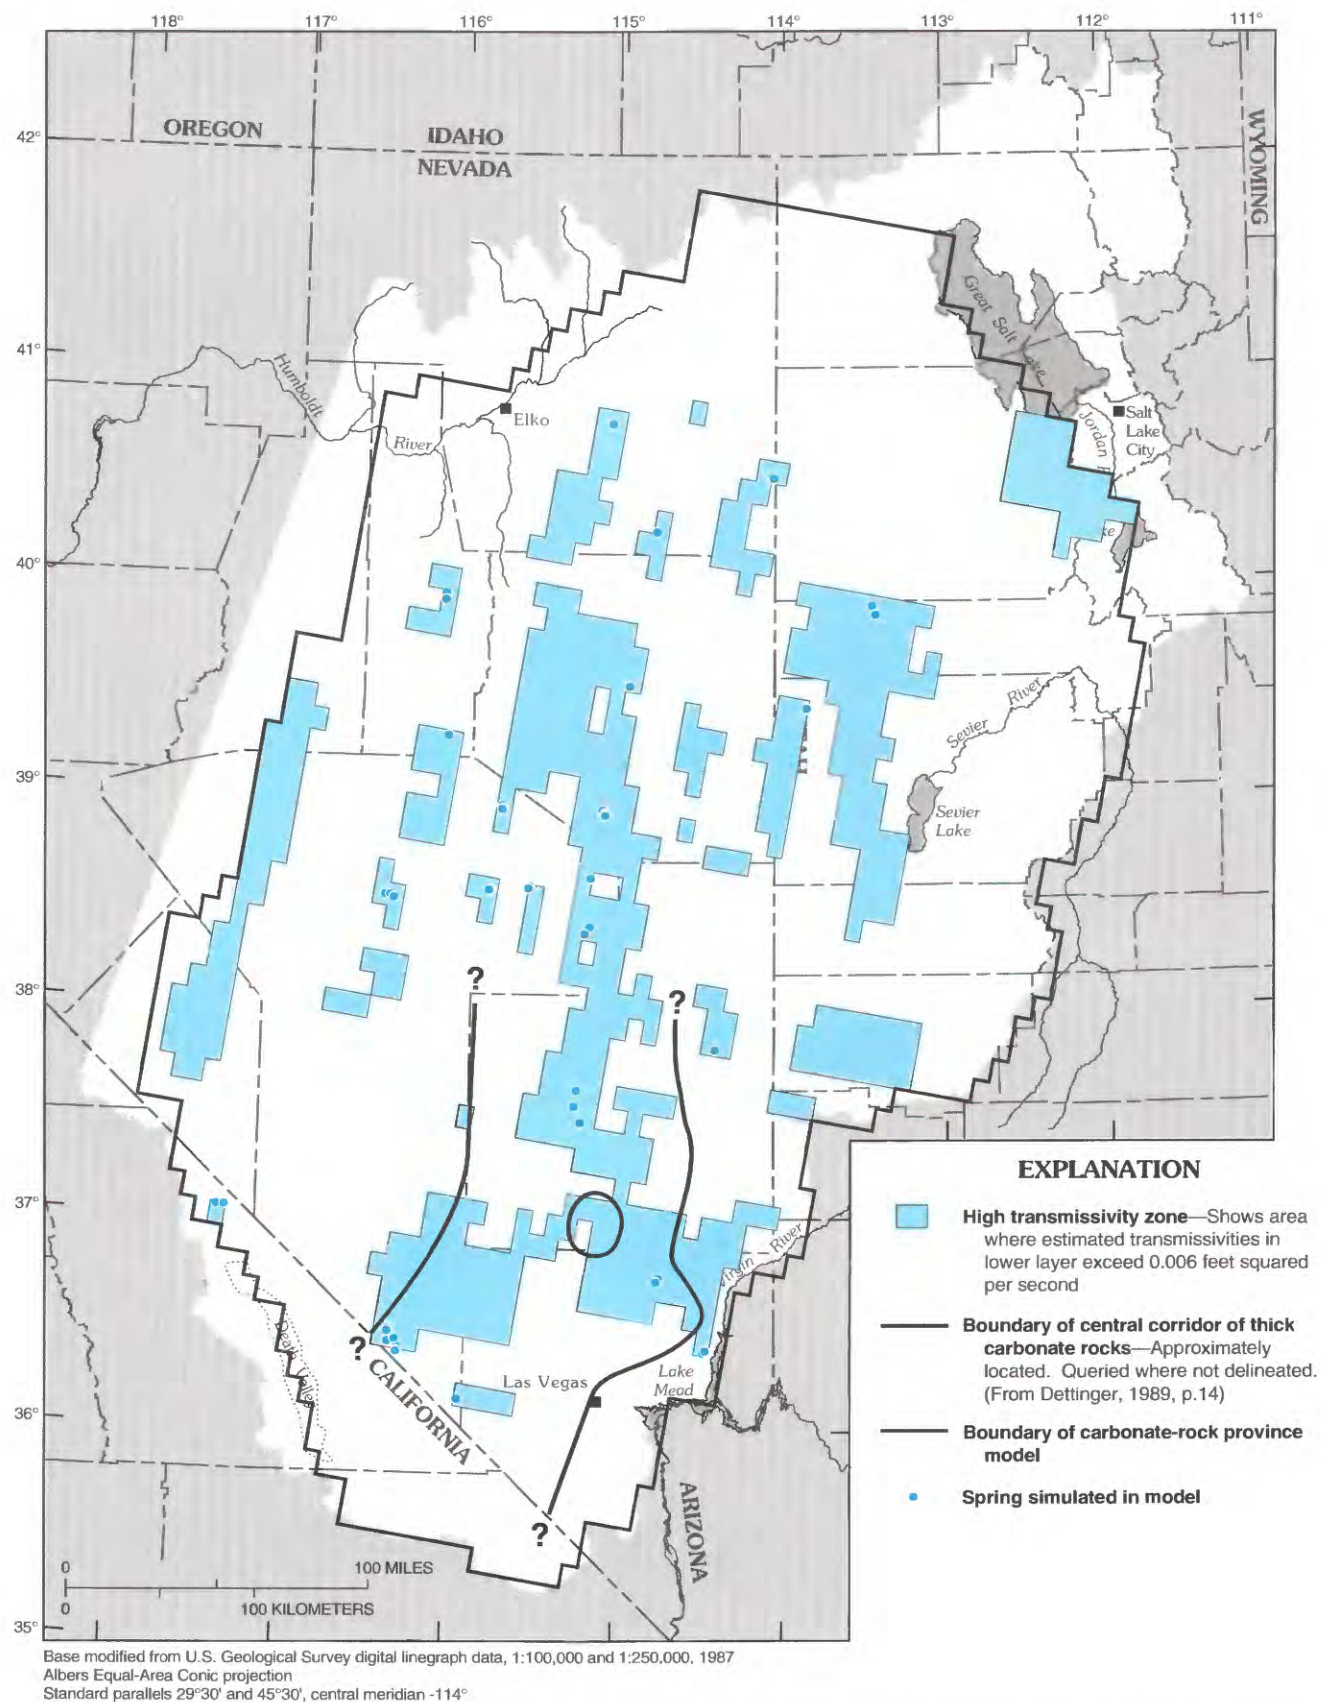 118° 117° 116° 115° 114° 113° 112° 111°
OREGON
IDAHO
NEVADA
WYOMING
42°
41°
40°
39°
38°
37°
36°
35°
Great Salt
Lake
Humboldt
River
Elko
Salt
Lake
City
Jordan
Sevier River
Sevier
Lake
?
?
?
?
Death Valley
CALIFORNIA
Las Vegas
Lake
Mead
Virgin River
ARIZONA
EXPLANATION
High transmissivity zone—Shows area
where estimated transmissivities in
lower layer exceed 0.006 feet squared
per second
Boundary of central corridor of thick
carbonate rocks—Approximately
located. Queried where not delineated.
(From Dettinger, 1989, p.14)
Boundary of carbonate-rock province
model
Spring simulated in model
0 100 MILES
0 100 KILOMETERS
Base modified from U.S. Geological Survey digital linegraph data, 1:100,000 and 1:250,000, 1987
Albers Equal-Area Conic projection
Standard parallels 29°30' and 45°30', central meridian -114°